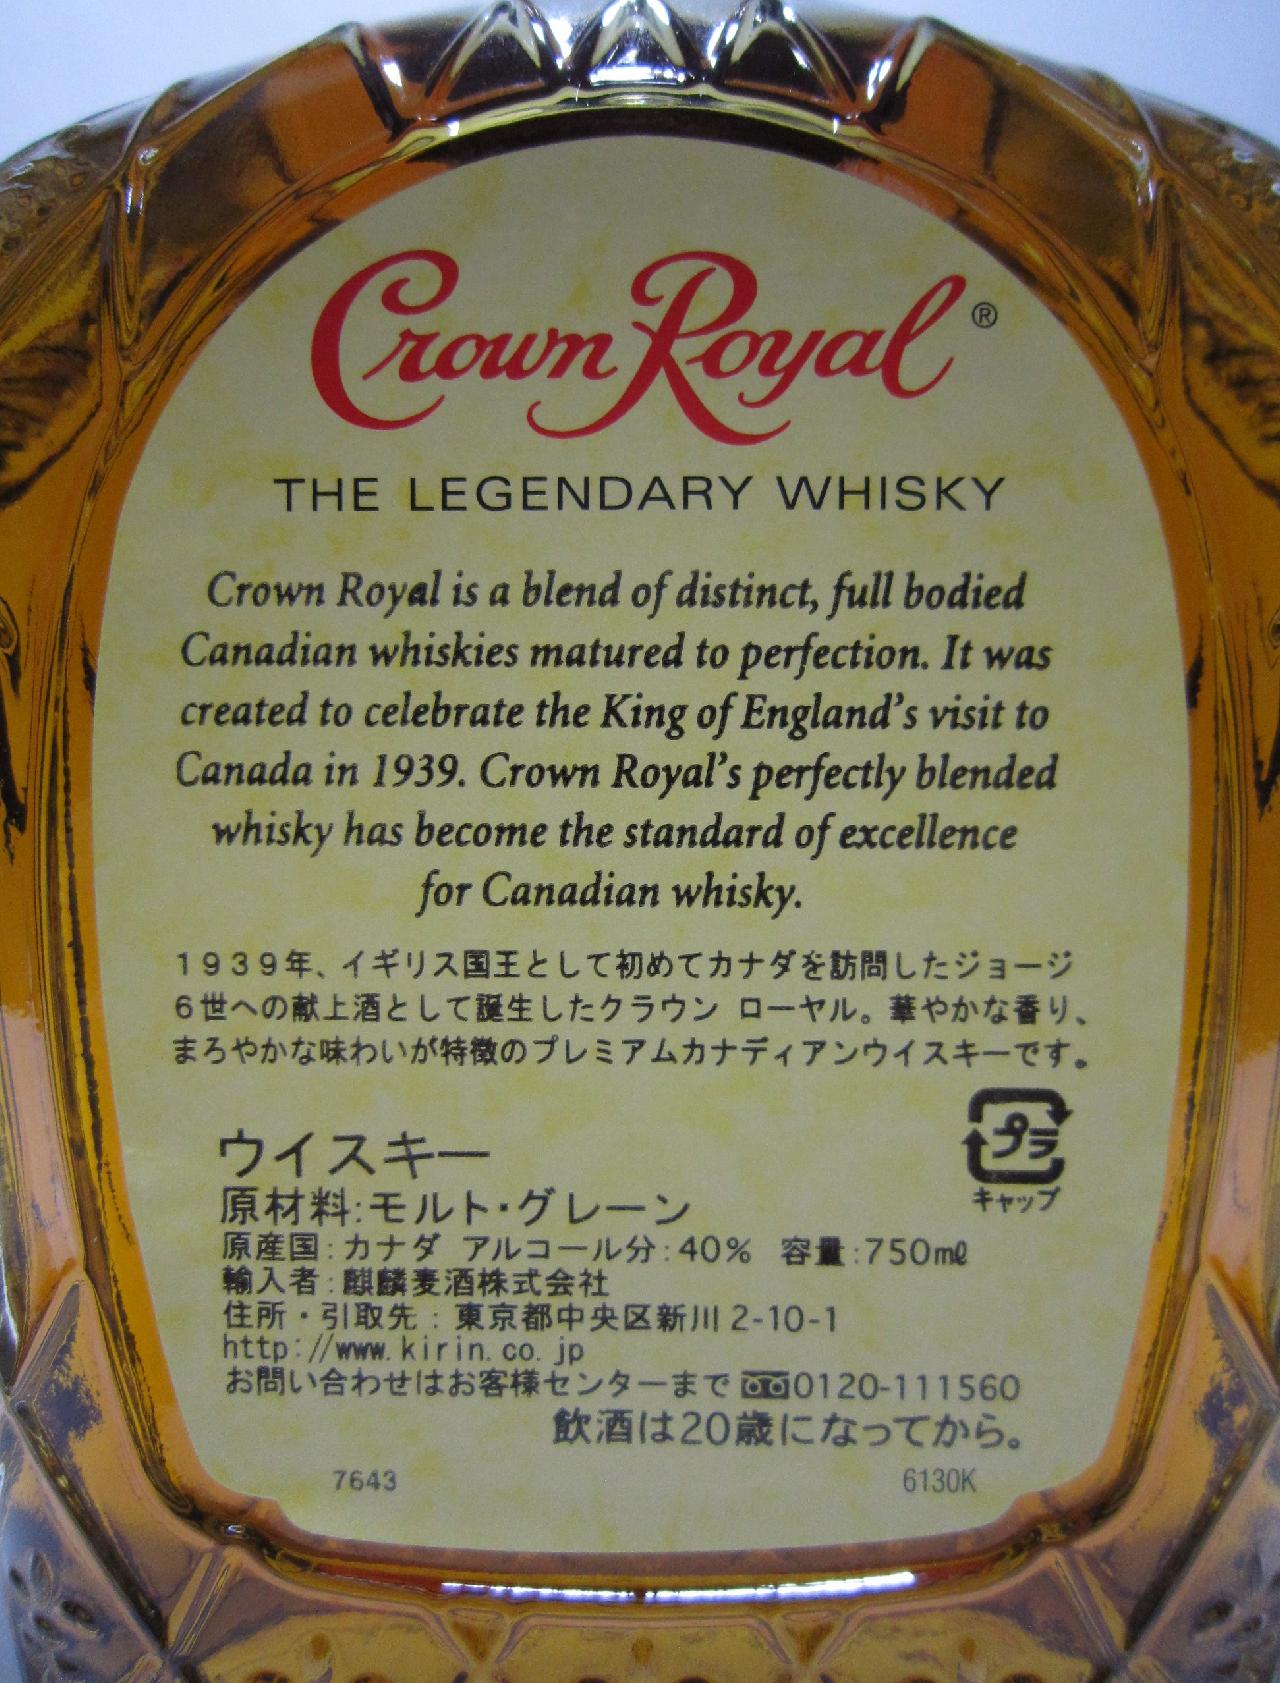 Crown Royal ®
THE LEGENDARY WHISKY
Crown Royal is a blend of distinct, full bodied
Canadian whiskies matured to perfection. It was
created to celebrate the King of England's visit to
Canada in 1939. Crown Royal's perfectly blended
whisky has become the standard of excellence
for Canadian whisky.
1939年、イギリス国王として初めてカナダを訪問したジョージ
6世への献上酒として誕生したクラウン ローヤル。華やかな香り、
まろやかな味わいが特徴のプレミアムカナディアンウイスキーです。
プラ
キャップ
ウイスキー
原材料:モルト・グレーン
原産国:カナダ アルコール分:40% 容量:750mℓ
輸入者:麒麟麦酒株式会社
住所・引取先:東京都中央区新川2-10-1
http://www.kirin.co.jp
お問い合わせはお客様センターまで 0120-111560
飲酒は20歳になってから。
7643 6130K